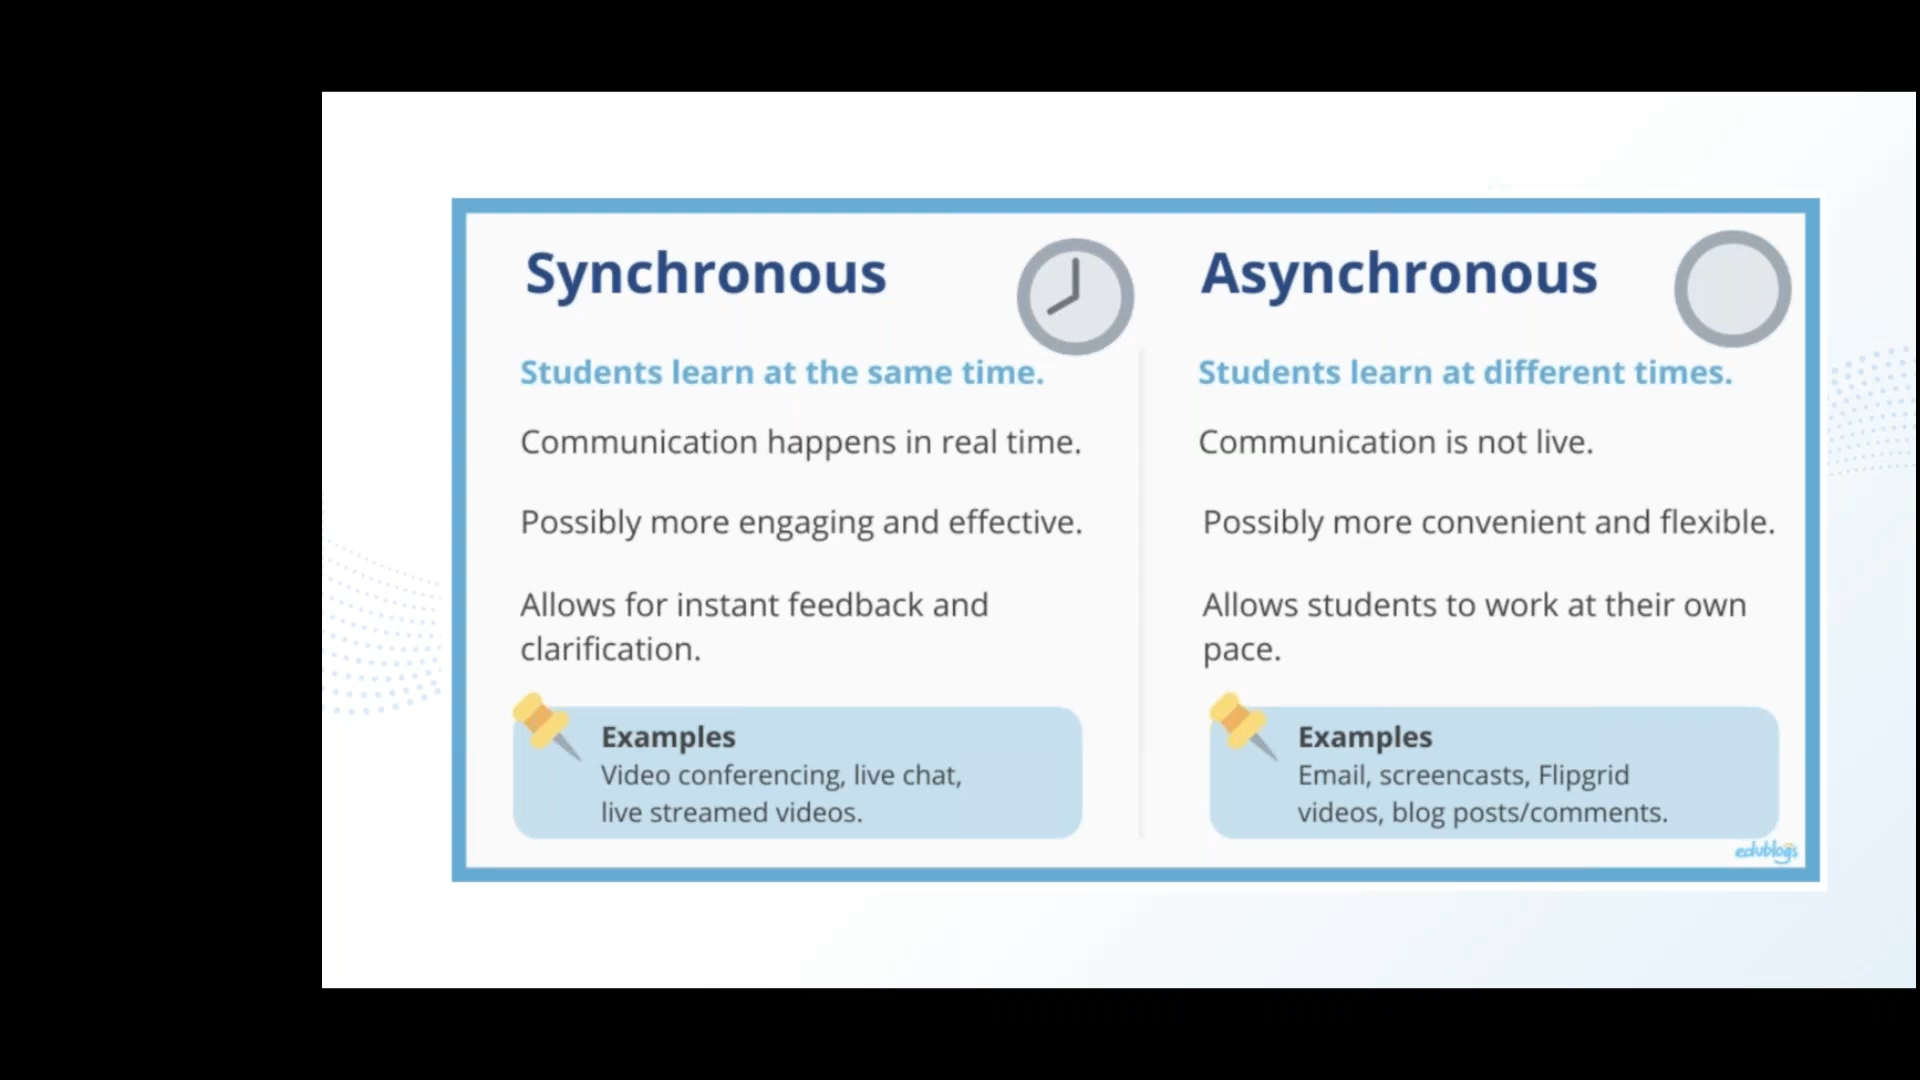 Synchronous
Students learn at the same time.
Communication happens in real time.
Possibly more engaging and effective.
Allows for instant feedback and
clarification.
Examples
Video conferencing, live chat,
live streamed videos.
Asynchronous
Students learn at different times.
Communication is not live.
Possibly more convenient and flexible.
Allows students to work at their own
pace.
Examples
Email, screencasts, Flipgrid
videos, blog posts/comments.
edublogs